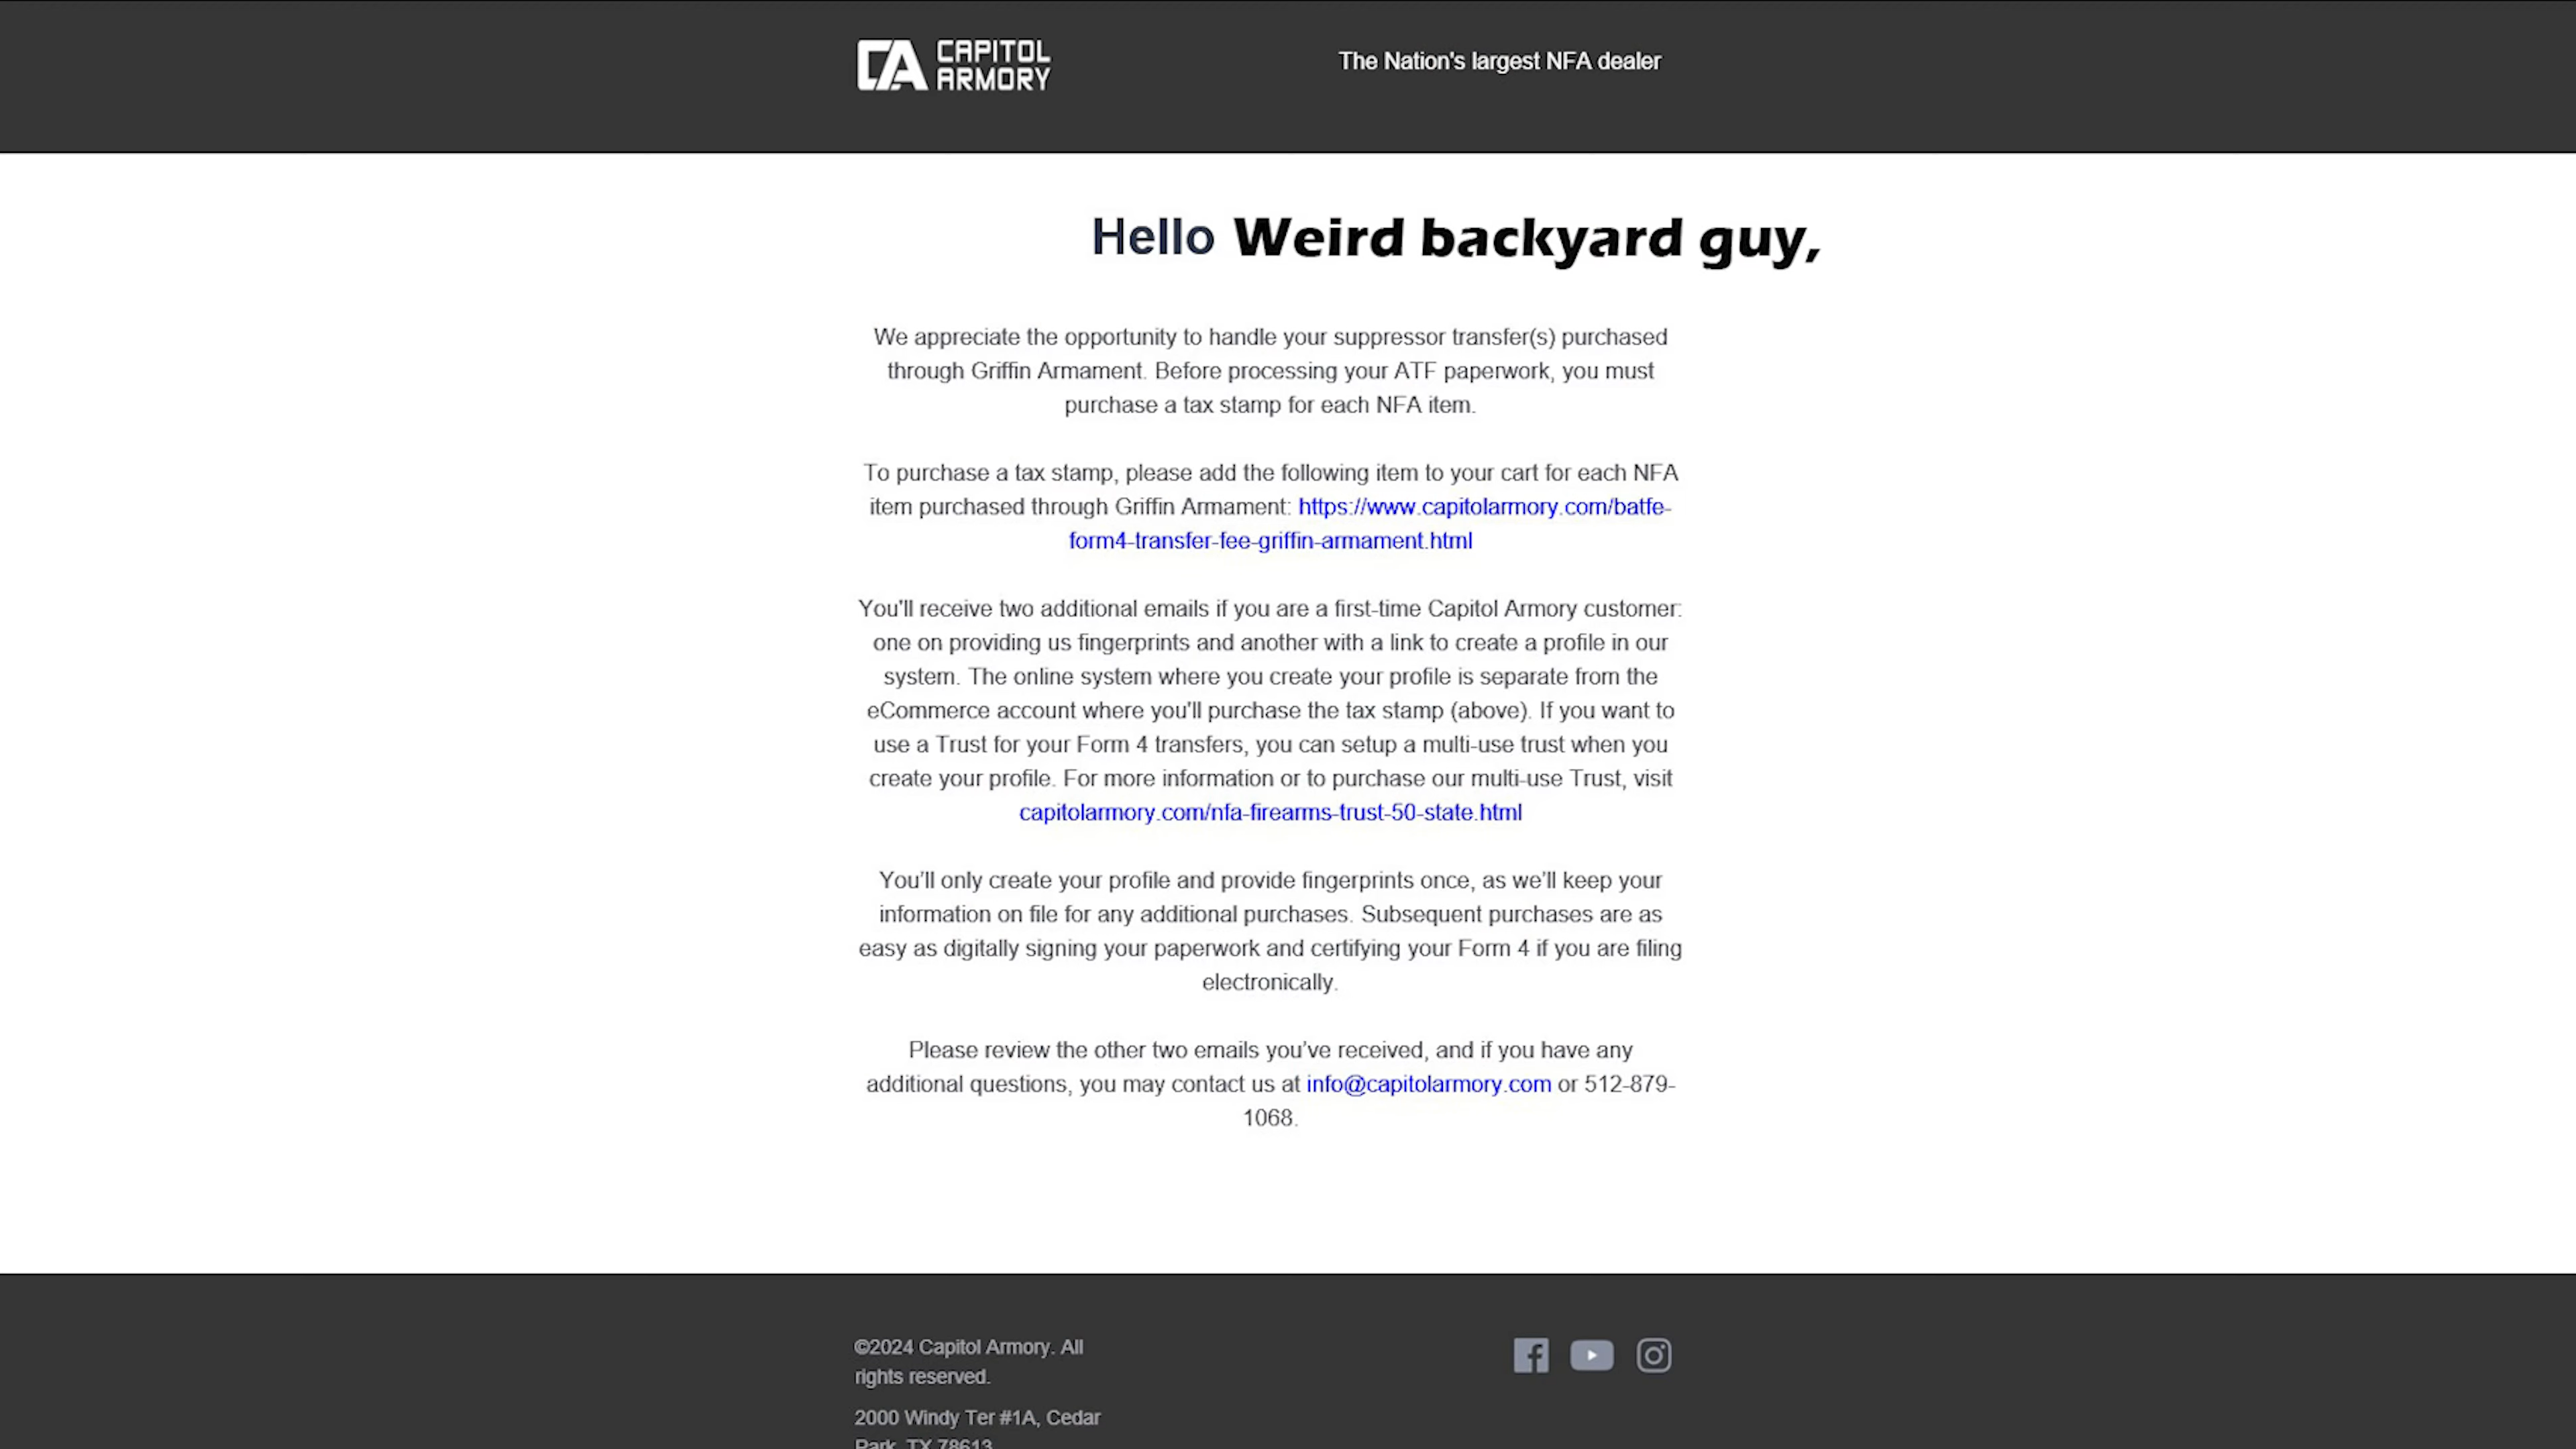 CA CAPITOL
ARMORY
The Nation's largest NFA dealer
Hello Weird backyard guy,
We appreciate the opportunity to handle your suppressor transfer(s) purchased
through Griffin Armament. Before processing your ATF paperwork, you must
purchase a tax stamp for each NFA item.
To purchase a tax stamp, please add the following item to your cart for each NFA
item purchased through Griffin Armament: https://www.capitolarmory.com/batfe-
form4-transfer-fee-griffin-armament.html
You'll receive two additional emails if you are a first-time Capitol Armory customer:
one on providing us fingerprints and another with a link to create a profile in our
system. The online system where you create your profile is separate from the
eCommerce account where you'll purchase the tax stamp (above). If you want to
use a Trust for your Form 4 transfers, you can setup a multi-use trust when you
create your profile. For more information or to purchase our multi-use Trust, visit
capitolarmory.com/nfa-firearms-trust-50-state.html
You’ll only create your profile and provide fingerprints once, as we’ll keep your
information on file for any additional purchases. Subsequent purchases are as
easy as digitally signing your paperwork and certifying your Form 4 if you are filing
electronically.
Please review the other two emails you’ve received, and if you have any
additional questions, you may contact us at info@capitolarmory.com or 512-879-
1068.
©2024 Capitol Armory. All
rights reserved.
2000 Windy Ter #1A, Cedar
Park, TX 78613